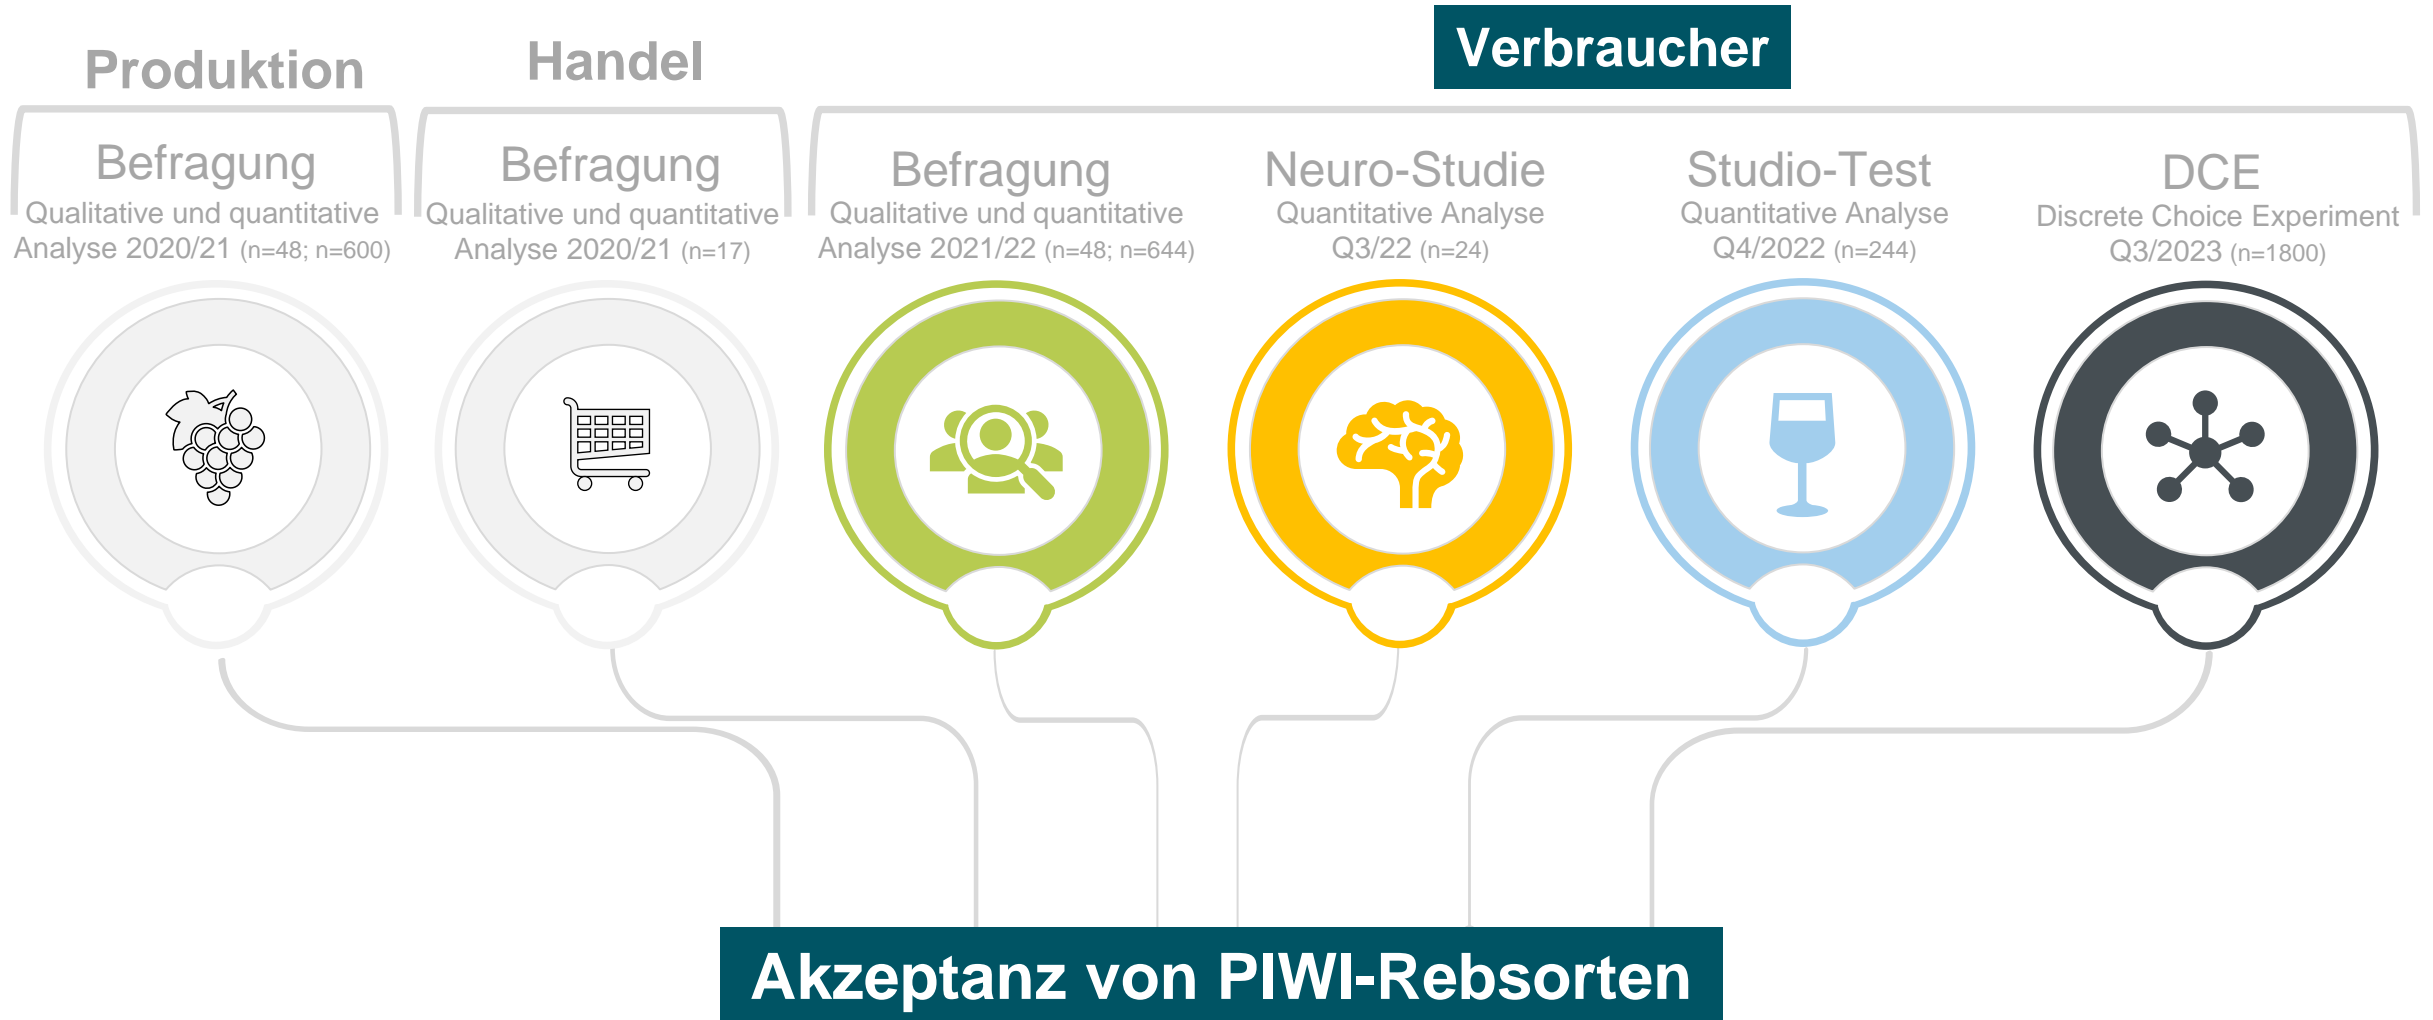 Produktion
Befragung
Qualitative und quantitative
Analyse 2020/21 (n=48; n=600)
Handel
Befragung
Qualitative und quantitative
Analyse 2020/21 (n=17)
Verbraucher
Befragung
Qualitative und quantitative
Analyse 2021/22 (n=48; n=644)
Neuro-Studie
Quantitative Analyse
Q3/22 (n=24)
Studio-Test
Quantitative Analyse
Q4/2022 (n=244)
DCE
Discrete Choice Experiment
Q3/2023 (n=1800)
Akzeptanz von PIWI-Rebsorten